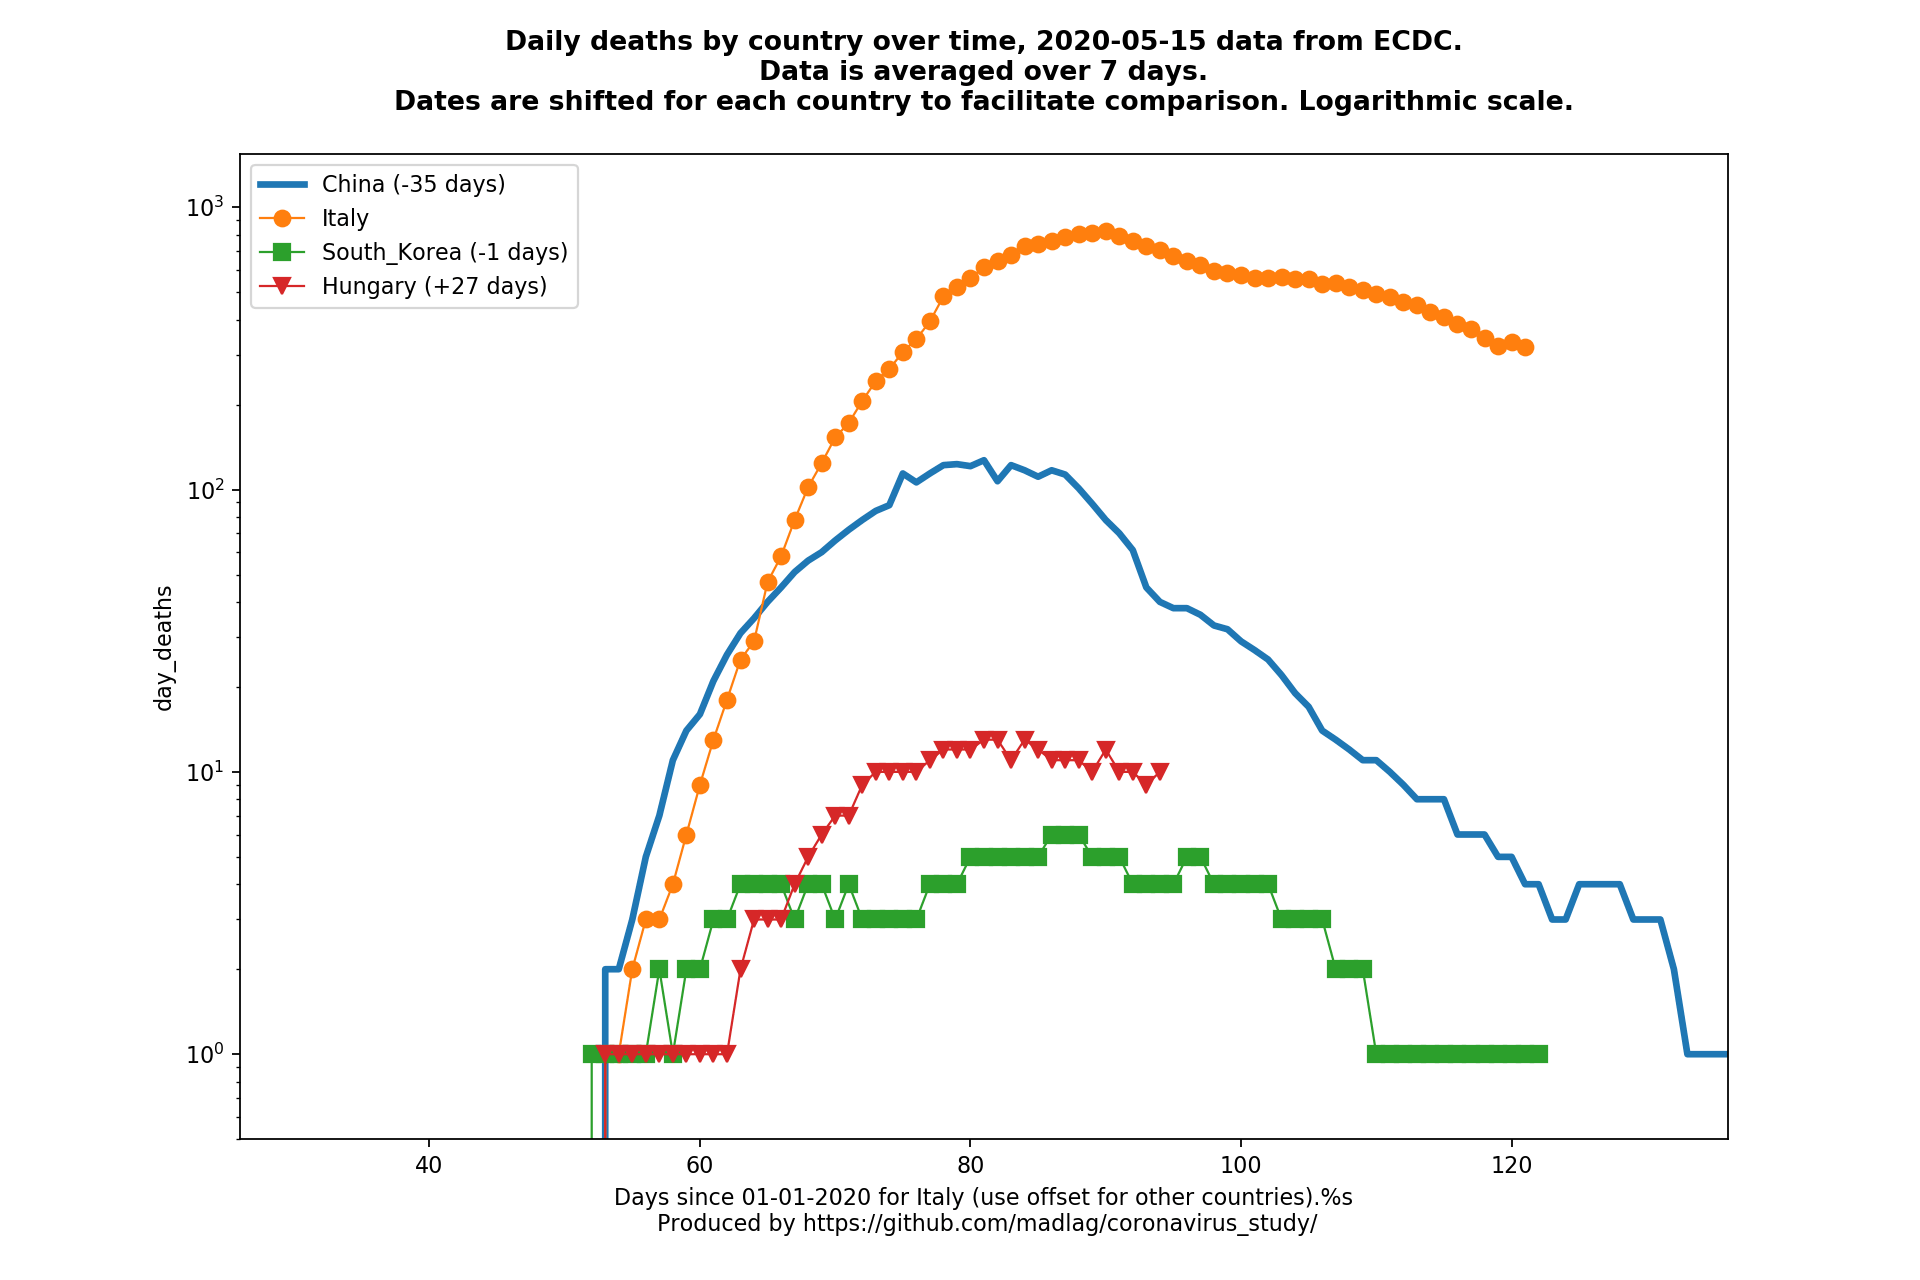 Daily deaths by country over time, 2020-05-15 data from ECDC.
Data is averaged over 7 days.
Dates are shifted for each country to facilitate comparison. Logarithmic scale.
China (-35 days)
Italy
South_Korea (-1 days)
Hungary (+27 days)
10³
10²
10¹
10⁰
day_deaths
40 60 80 100 120
Days since 01-01-2020 for Italy (use offset for other countries).%s
Produced by https://github.com/madlag/coronavirus_study/